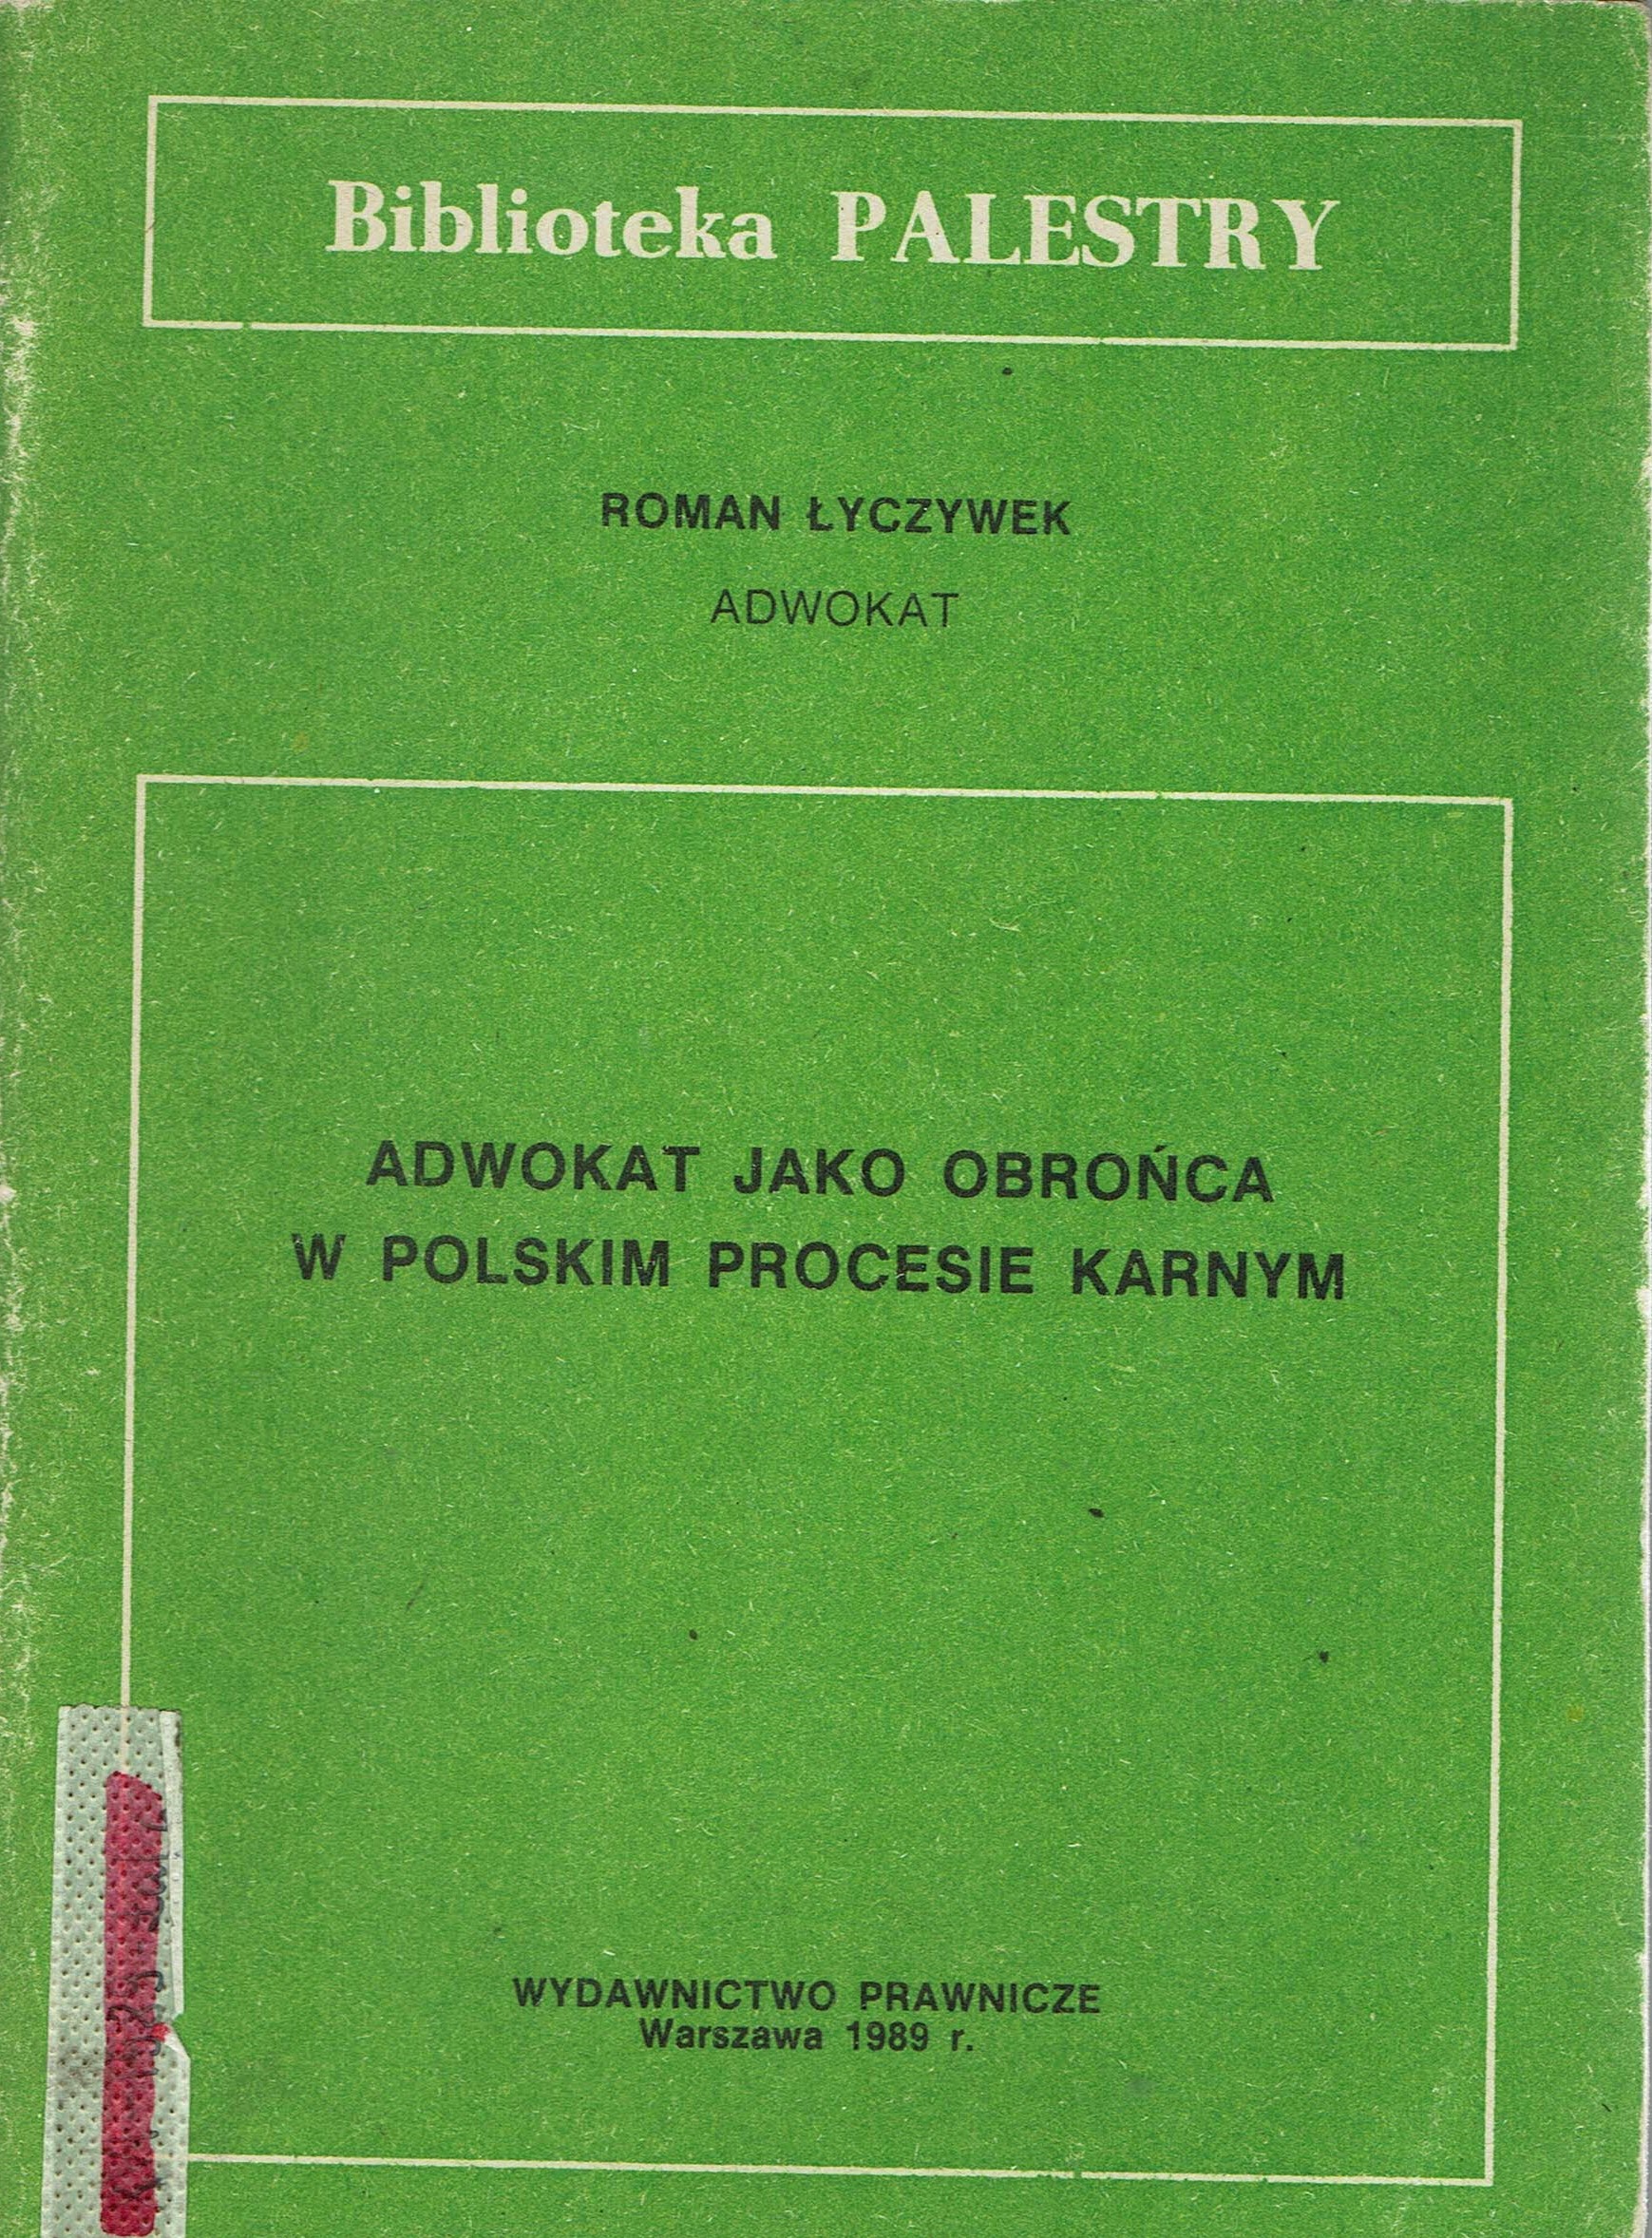 Biblioteka PALESTRY
ROMAN ŁYCZYWEK
ADWOKAT
ADWOKAT JAKO OBROŃCA
W POLSKIM PROCESIE KARNYM
WYDAWNICTWO PRAWNICZE
Warszawa 1989 r.